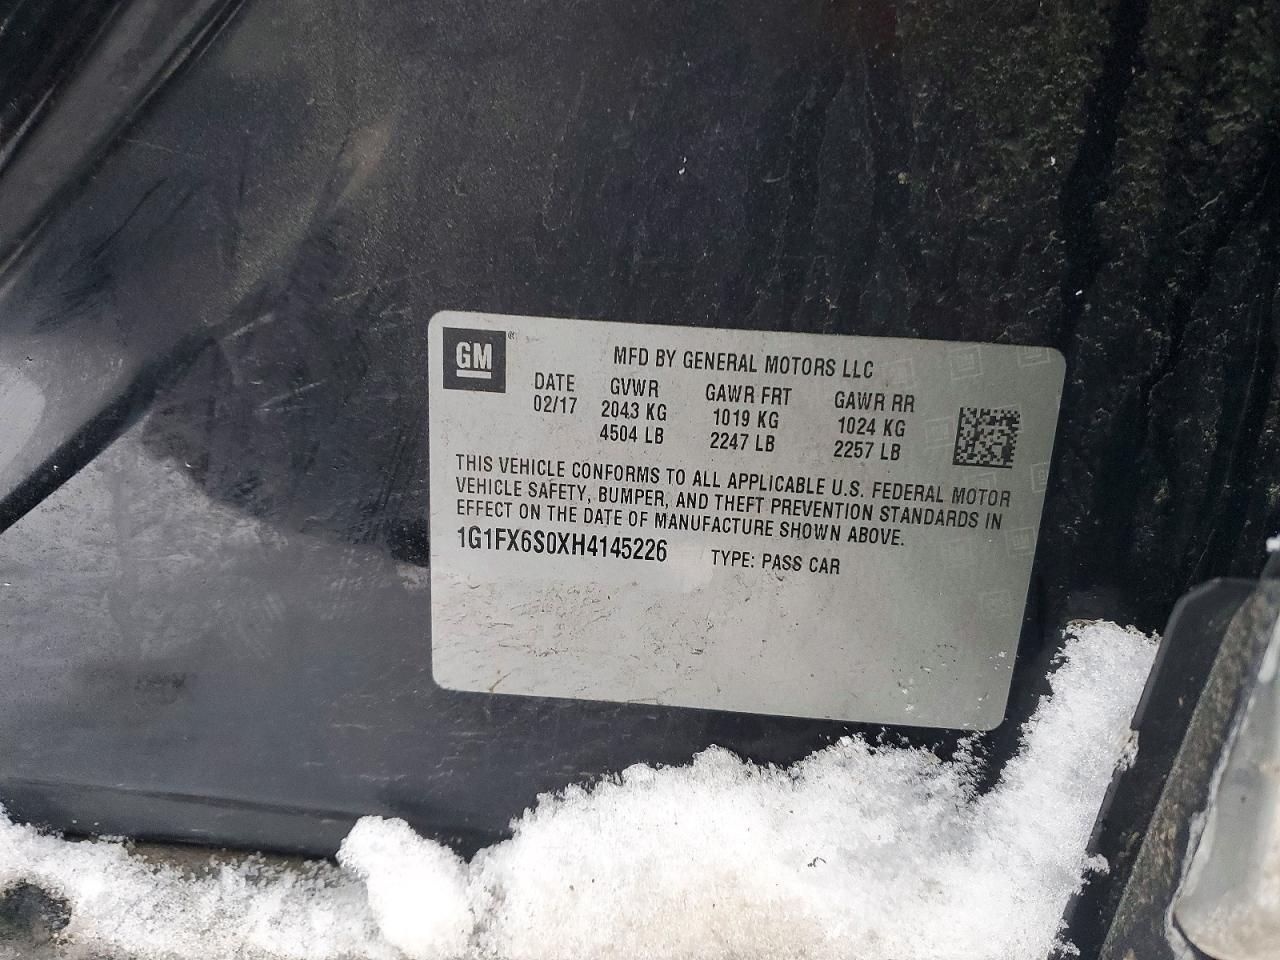 GM®
MFD BY GENERAL MOTORS LLC
DATE GVWR GAWR FRT GAWR RR
02/17 2043 KG 1019 KG 1024 KG
4504 LB 2247 LB 2257 LB
THIS VEHICLE CONFORMS TO ALL APPLICABLE U.S. FEDERAL MOTOR
VEHICLE SAFETY, BUMPER, AND THEFT PREVENTION STANDARDS IN
EFFECT ON THE DATE OF MANUFACTURE SHOWN ABOVE.
1G1FX6S0XH4145226 TYPE: PASS CAR